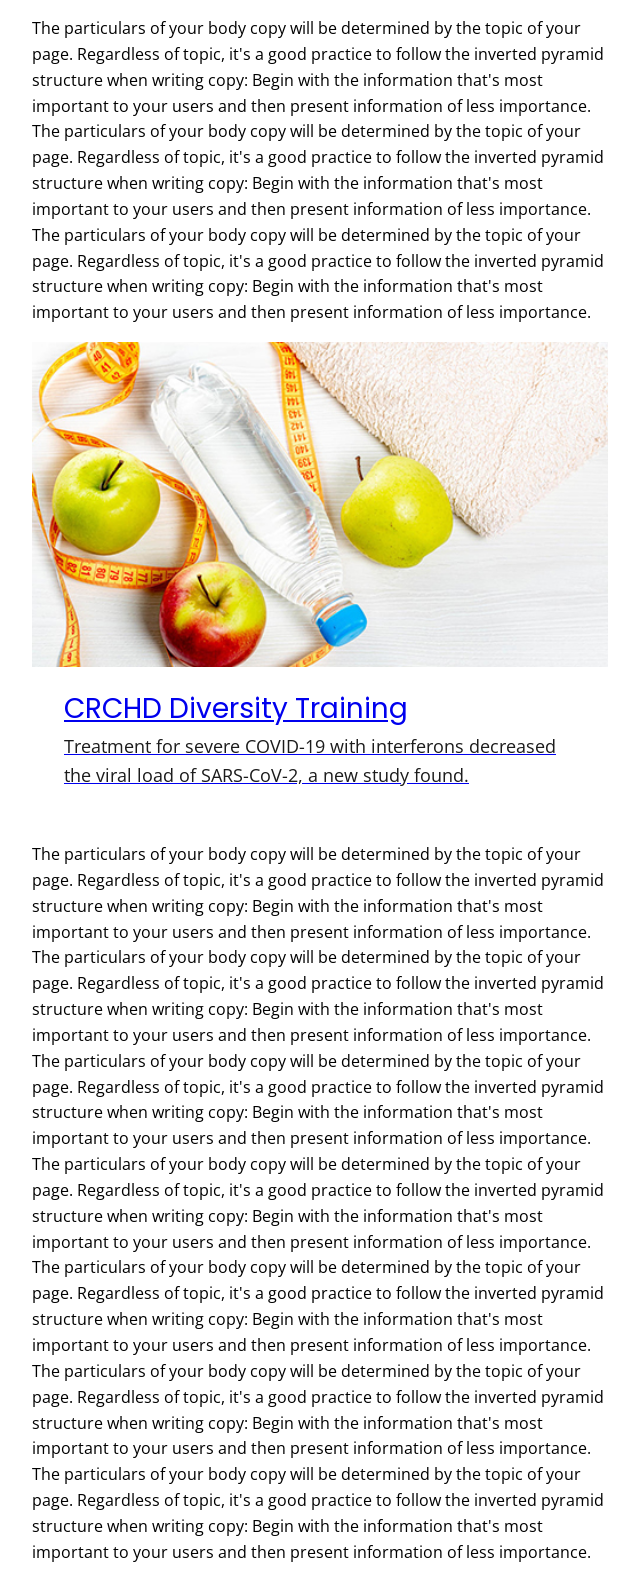 The particulars of your body copy will be determined by the topic of your
page. Regardless of topic, it's a good practice to follow the inverted pyramid
structure when writing copy: Begin with the information that's most
important to your users and then present information of less importance.
The particulars of your body copy will be determined by the topic of your
page. Regardless of topic, it's a good practice to follow the inverted pyramid
structure when writing copy: Begin with the information that's most
important to your users and then present information of less importance.
The particulars of your body copy will be determined by the topic of your
page. Regardless of topic, it's a good practice to follow the inverted pyramid
structure when writing copy: Begin with the information that's most
important to your users and then present information of less importance.
CRCHD Diversity Training
Treatment for severe COVID-19 with interferons decreased
the viral load of SARS-CoV-2, a new study found.
The particulars of your body copy will be determined by the topic of your
page. Regardless of topic, it's a good practice to follow the inverted pyramid
structure when writing copy: Begin with the information that's most
important to your users and then present information of less importance.
The particulars of your body copy will be determined by the topic of your
page. Regardless of topic, it's a good practice to follow the inverted pyramid
structure when writing copy: Begin with the information that's most
important to your users and then present information of less importance.
The particulars of your body copy will be determined by the topic of your
page. Regardless of topic, it's a good practice to follow the inverted pyramid
structure when writing copy: Begin with the information that's most
important to your users and then present information of less importance.
The particulars of your body copy will be determined by the topic of your
page. Regardless of topic, it's a good practice to follow the inverted pyramid
structure when writing copy: Begin with the information that's most
important to your users and then present information of less importance.
The particulars of your body copy will be determined by the topic of your
page. Regardless of topic, it's a good practice to follow the inverted pyramid
structure when writing copy: Begin with the information that's most
important to your users and then present information of less importance.
The particulars of your body copy will be determined by the topic of your
page. Regardless of topic, it's a good practice to follow the inverted pyramid
structure when writing copy: Begin with the information that's most
important to your users and then present information of less importance.
The particulars of your body copy will be determined by the topic of your
page. Regardless of topic, it's a good practice to follow the inverted pyramid
structure when writing copy: Begin with the information that's most
important to your users and then present information of less importance.